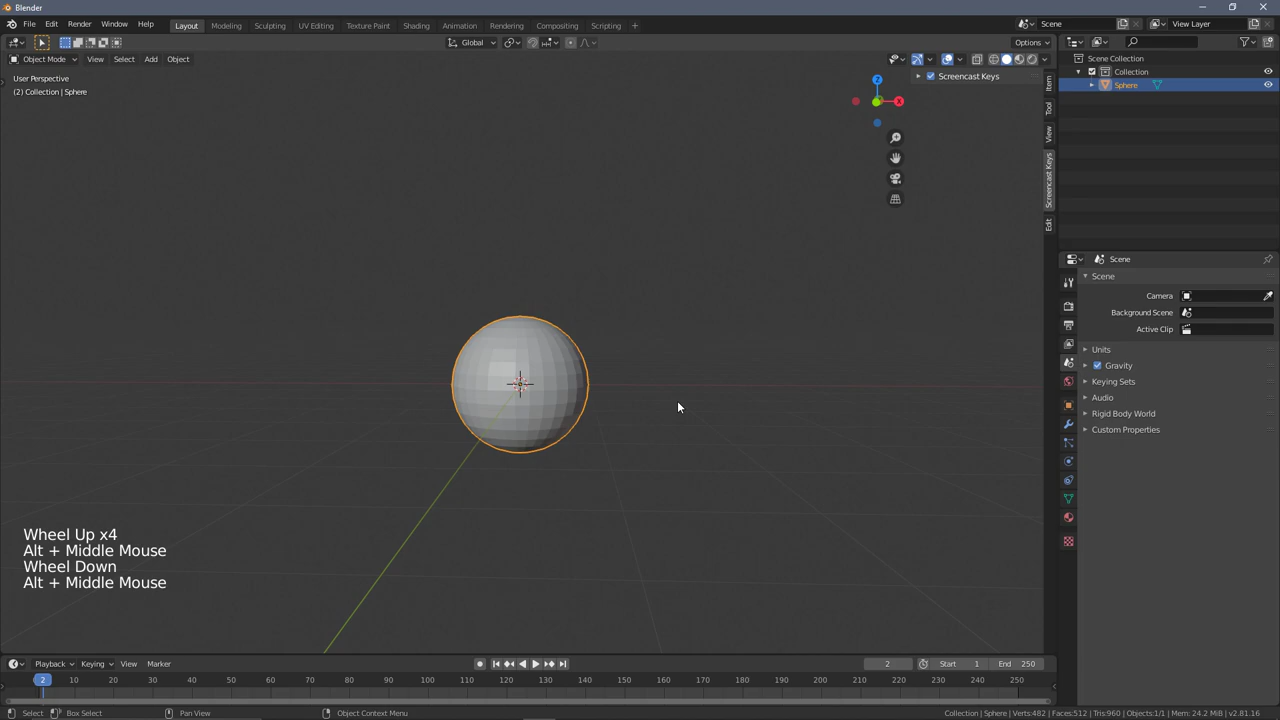 Blender
File Edit Render Window Help
Layout Modeling Sculpting UV Editing Texture Paint Shading Animation Rendering Compositing Scripting +
Scene
View Layer
Global
Options
Object Mode View Select Add Object
User Perspective
(2) Collection | Sphere
Screencast Keys
Z
X
Item
Tool
View
Screencast Keys
Edit
Scene Collection
Collection
Sphere
Scene
Scene
Camera
Background Scene
Active Clip
Units
Gravity
Keying Sets
Audio
Rigid Body World
Custom Properties
Wheel Up x4
Alt + Middle Mouse
Wheel Down
Alt + Middle Mouse
Playback Keying View Marker
2
Start 1
End 250
2 10 20 30 40 50 60 70 80 90 100 110 120 130 140 150 160 170 180 190 200 210 220 230 240 250
Select Box Select Pan View Object Context Menu
Collection | Sphere | Verts:482 | Faces:512 | Tris:960 | Objects:1/1 | Mem: 24.2 MiB | v2.81.16